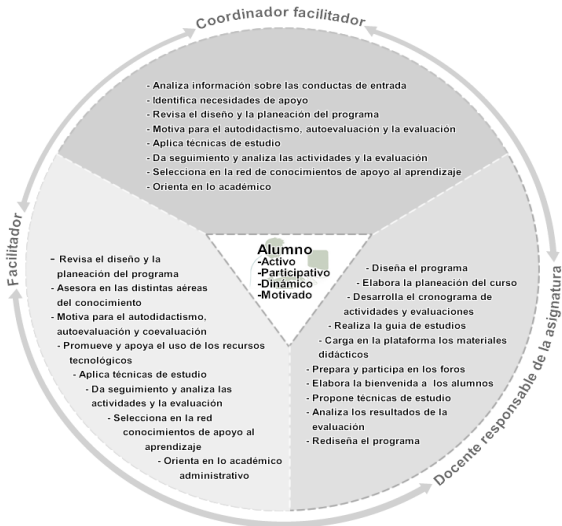 Coordinador facilitador
- Analiza información sobre las conductas de entrada
- Identifica necesidades de apoyo
- Revisa el diseño y la planeación del programa
- Motiva para el autodidactismo, autoevaluación y la evaluación
- Aplica técnicas de estudio
- Da seguimiento y analiza las actividades y la evaluación
- Selecciona en la red de conocimientos de apoyo al aprendizaje
- Orienta en lo académico
Facilitador
- Revisa el diseño y la
planeación del programa
- Asesora en las distintas aéreas
del conocimiento
- Motiva para el autodidactismo,
autoevaluación y coevaluación
- Promueve y apoya el uso de los recursos
tecnológicos
- Aplica técnicas de estudio
- Da seguimiento y analiza las
actividades y la evaluación
- Selecciona en la red
conocimientos de apoyo al
aprendizaje
- Orienta en lo académico
administrativo
Alumno
-Activo
-Participativo
-Dinámico
-Motivado
- Diseña el programa
- Elabora la planeación del curso
- Desarrolla el cronograma de
actividades y evaluaciones
- Realiza la guia de estudios
- Carga en la plataforma los materiales
didácticos
- Prepara y participa en los foros
- Elabora la bienvenida a los alumnos
- Propone técnicas de estudio
- Analiza los resultados de la
evaluación
- Rediseña el programa
Docente responsable de la asignatura